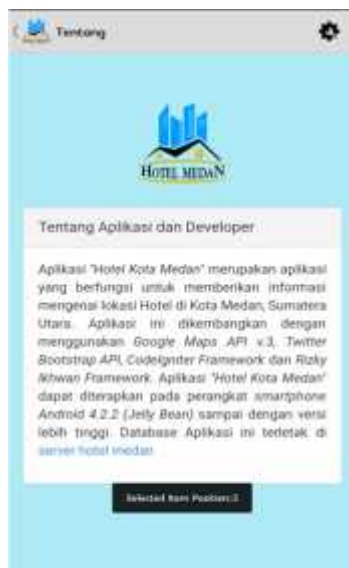 Tentang
HOTEL MEDAN
Tentang Aplikasi dan Developer
Aplikasi "Hotel Kota Medan" merupakan aplikasi
yang berfungsi untuk memberikan informasi
mengenai lokasi Hotel di Kota Medan, Sumatera
Utara. Aplikasi ini dikembangkan dengan
menggunakan Google Maps API v.3, Twitter
Bootstrap API, CodeIgniter Framework dan Rizky
Ikhwan Framework. Aplikasi "Hotel Kota Medan"
dapat diterapkan pada perangkat smartphone
Android 4.2.2 (Jelly Bean) sampai dengan versi
lebih tinggi. Database Aplikasi ini terletak di
server hotel medan
Selected Item Position: